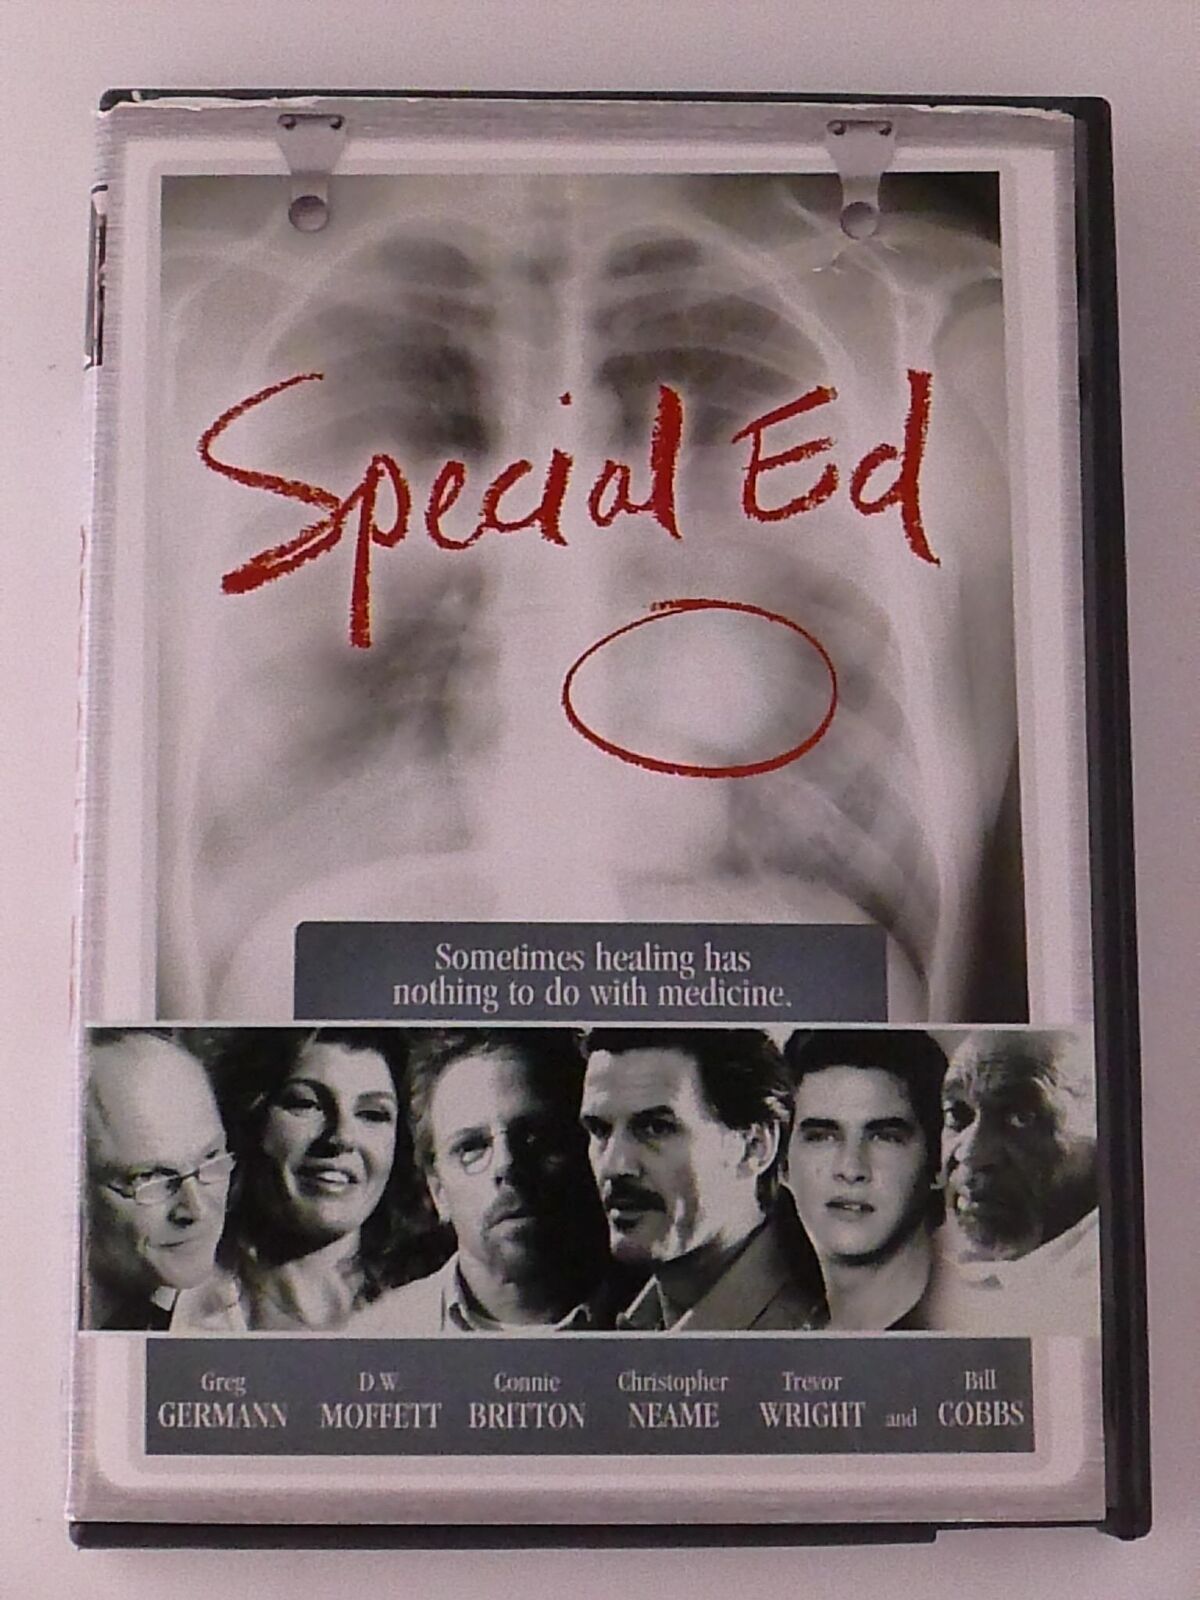 Special Ed
Sometimes healing has
nothing to do with medicine.
Greg D.W. Connie Christopher Trevor Bill
GERMANN MOFFETT BRITTON NEAME WRIGHT and COBBS